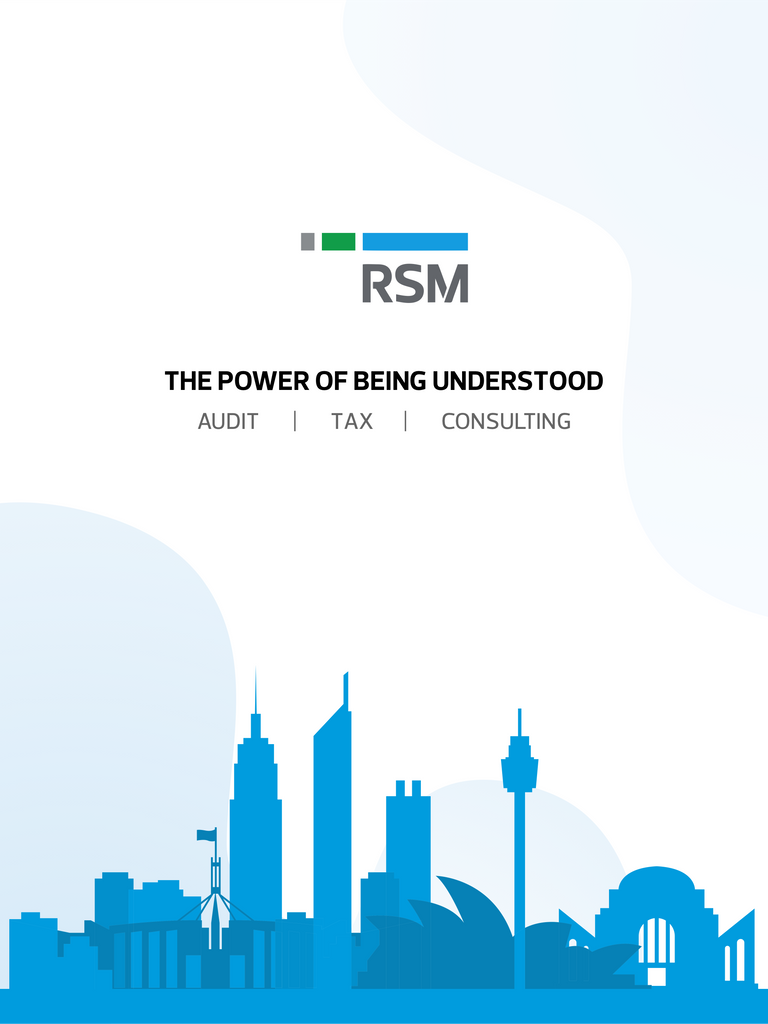 RSM
THE POWER OF BEING UNDERSTOOD
AUDIT | TAX | CONSULTING